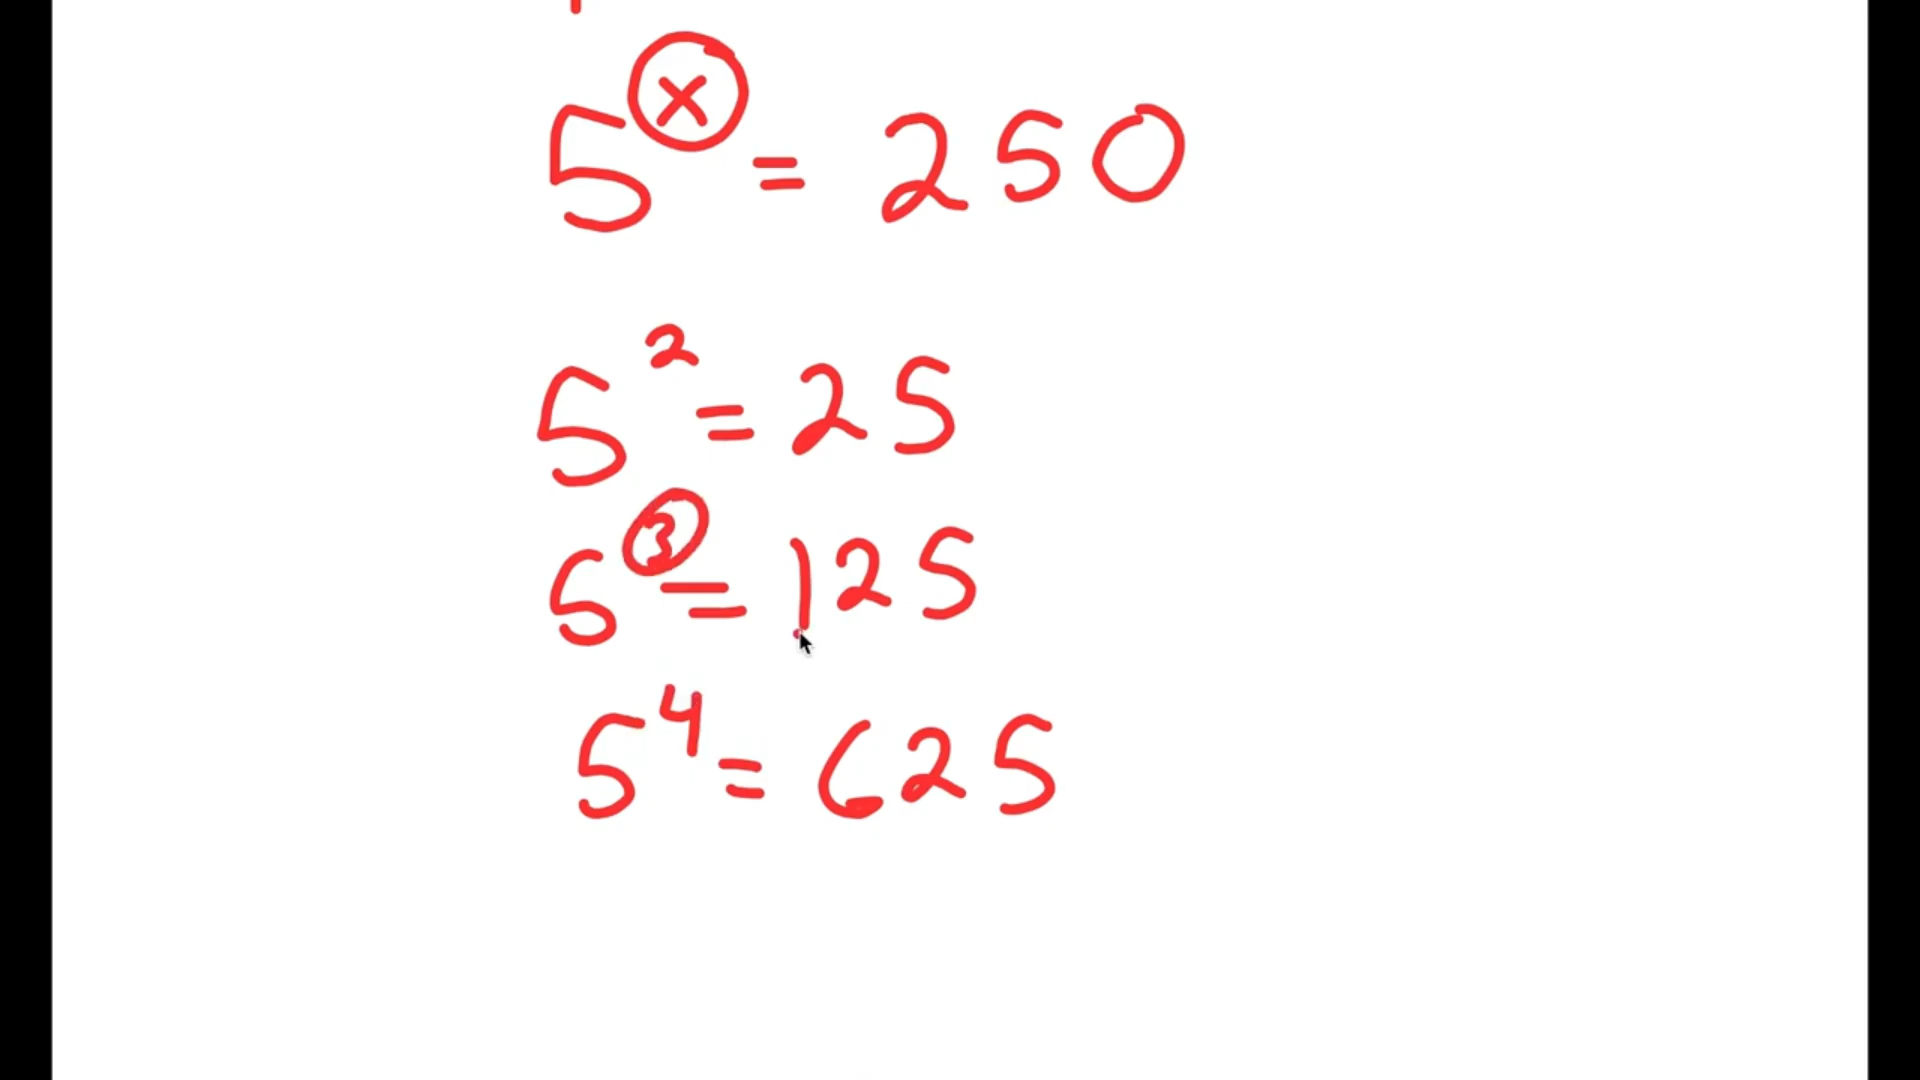 5^x = 250
5^2 = 25
5^3 = 125
5^4 = 625